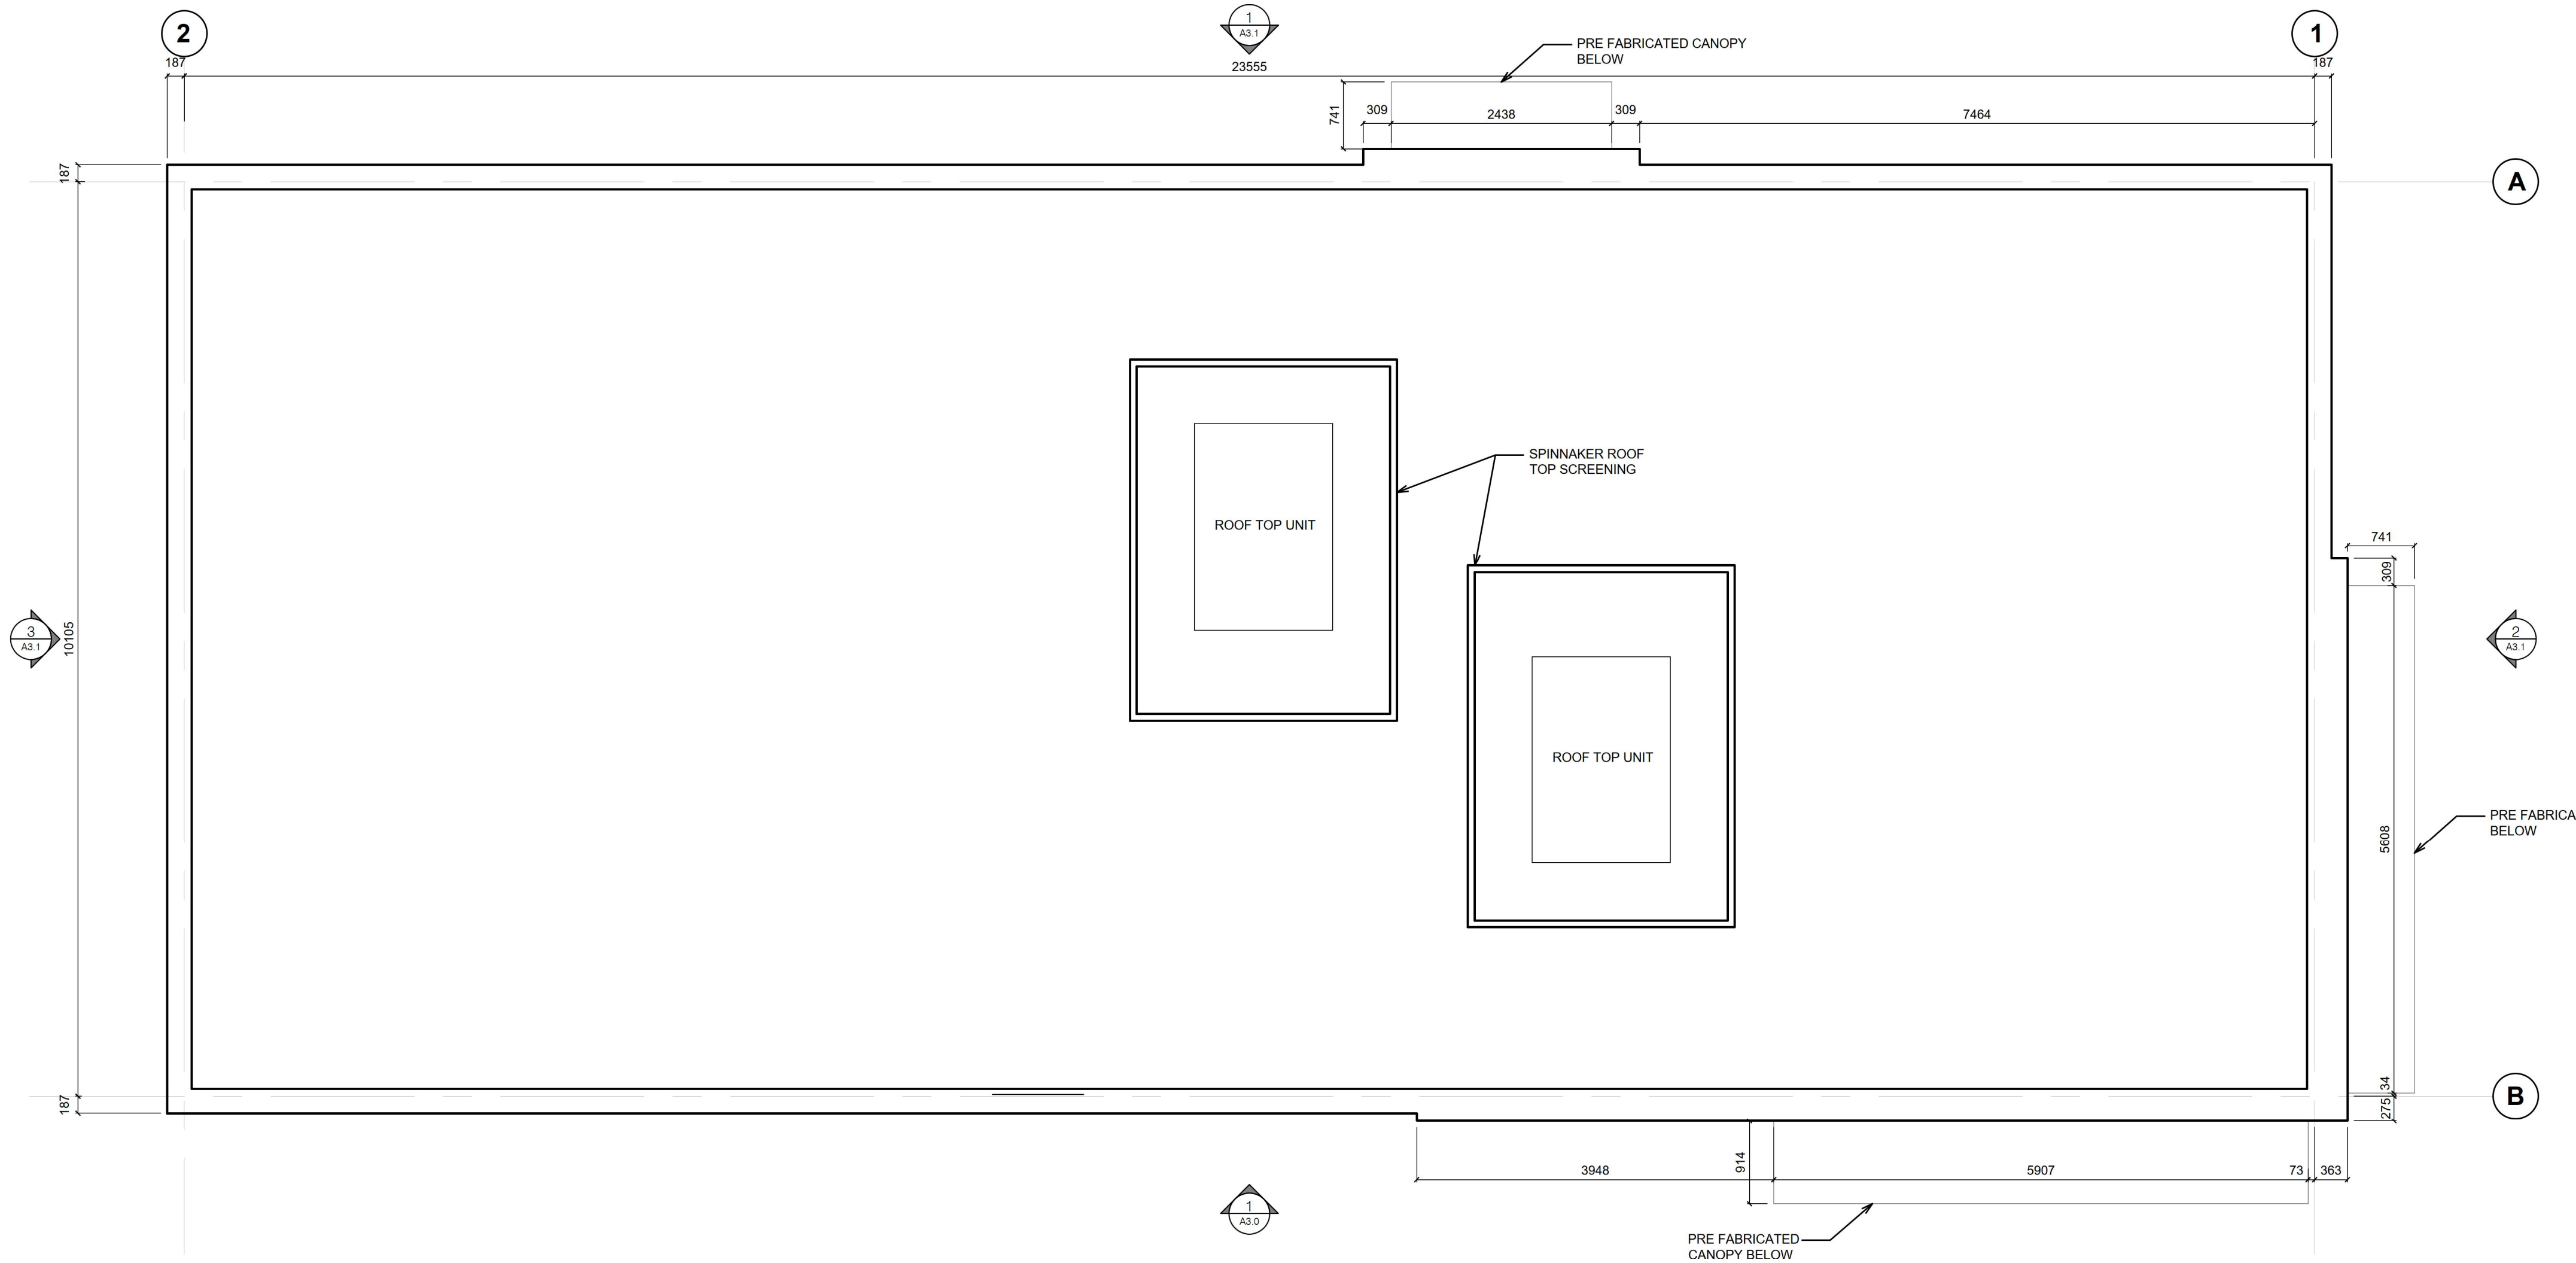 2
1
A3.1
1
PRE FABRICATED CANOPY
BELOW
187
23555
187
741
309
2438
309
7464
187
A
SPINNAKER ROOF
TOP SCREENING
ROOF TOP UNIT
741
309
3
A3.1
10105
2
A3.1
ROOF TOP UNIT
PRE FABRICA
BELOW
5608
34
187
B
275
914
3948
5907
73
363
1
A3.0
PRE FABRICATED
CANOPY BELOW